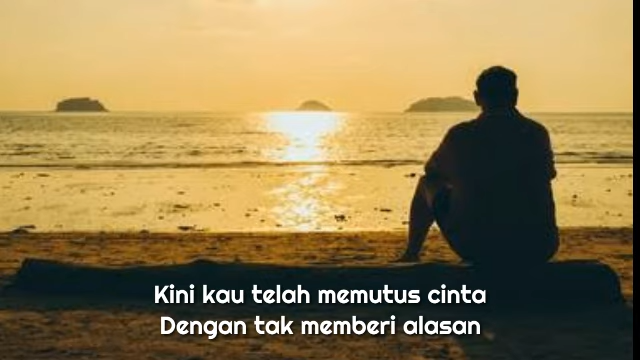 Kini kau telah memutus cinta
Dengan tak memberi alasan